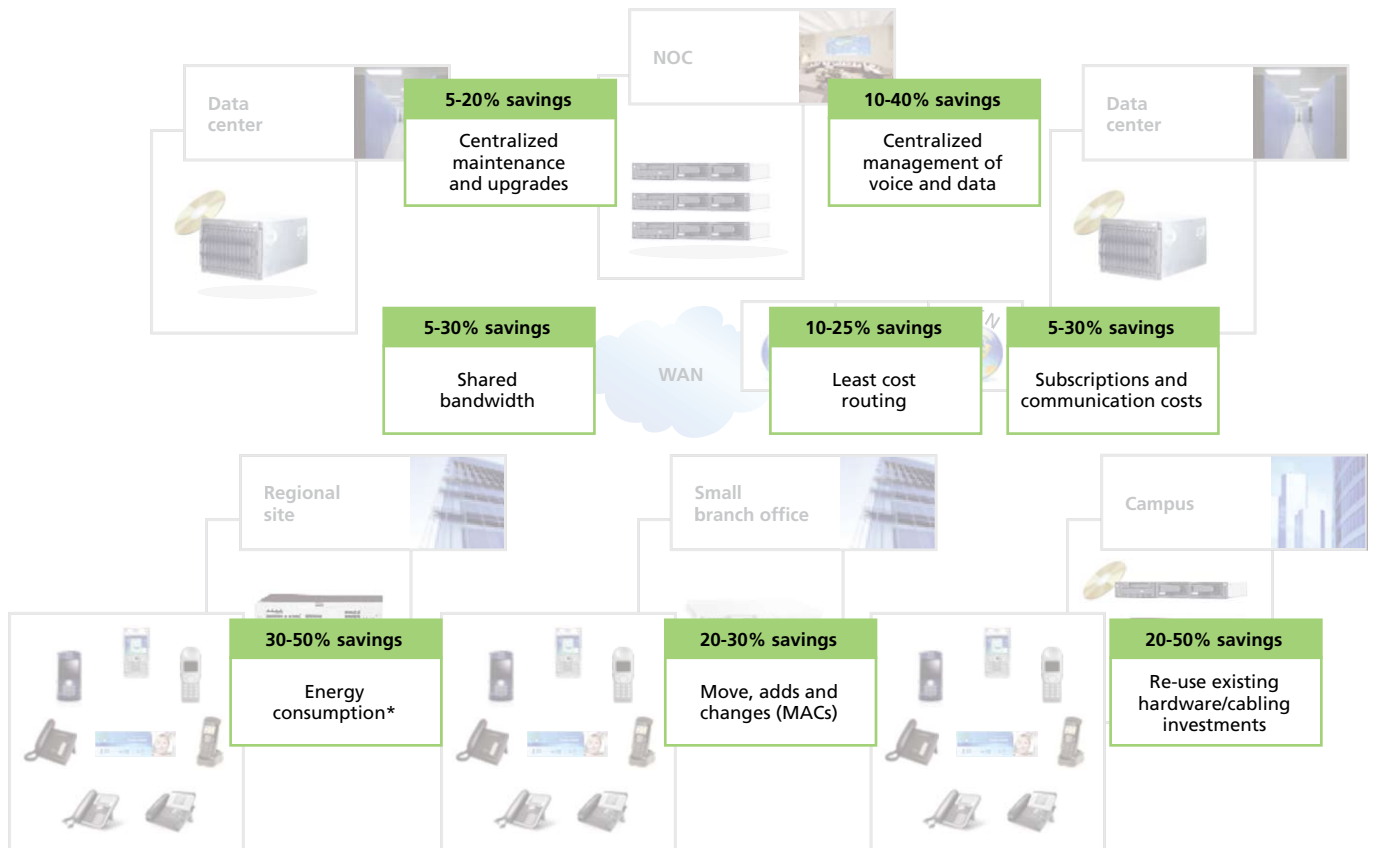 NOC
Data
center
5-20% savings
Centralized
maintenance
and upgrades
10-40% savings
Centralized
management of
voice and data
Data
center
5-30% savings
Shared
bandwidth
WAN
10-25% savings
Least cost
routing
5-30% savings
Subscriptions and
communication costs
Regional
site
Small
branch office
Campus
30-50% savings
Energy
consumption*
20-30% savings
Move, adds and
changes (MACs)
20-50% savings
Re-use existing
hardware/cabling
investments